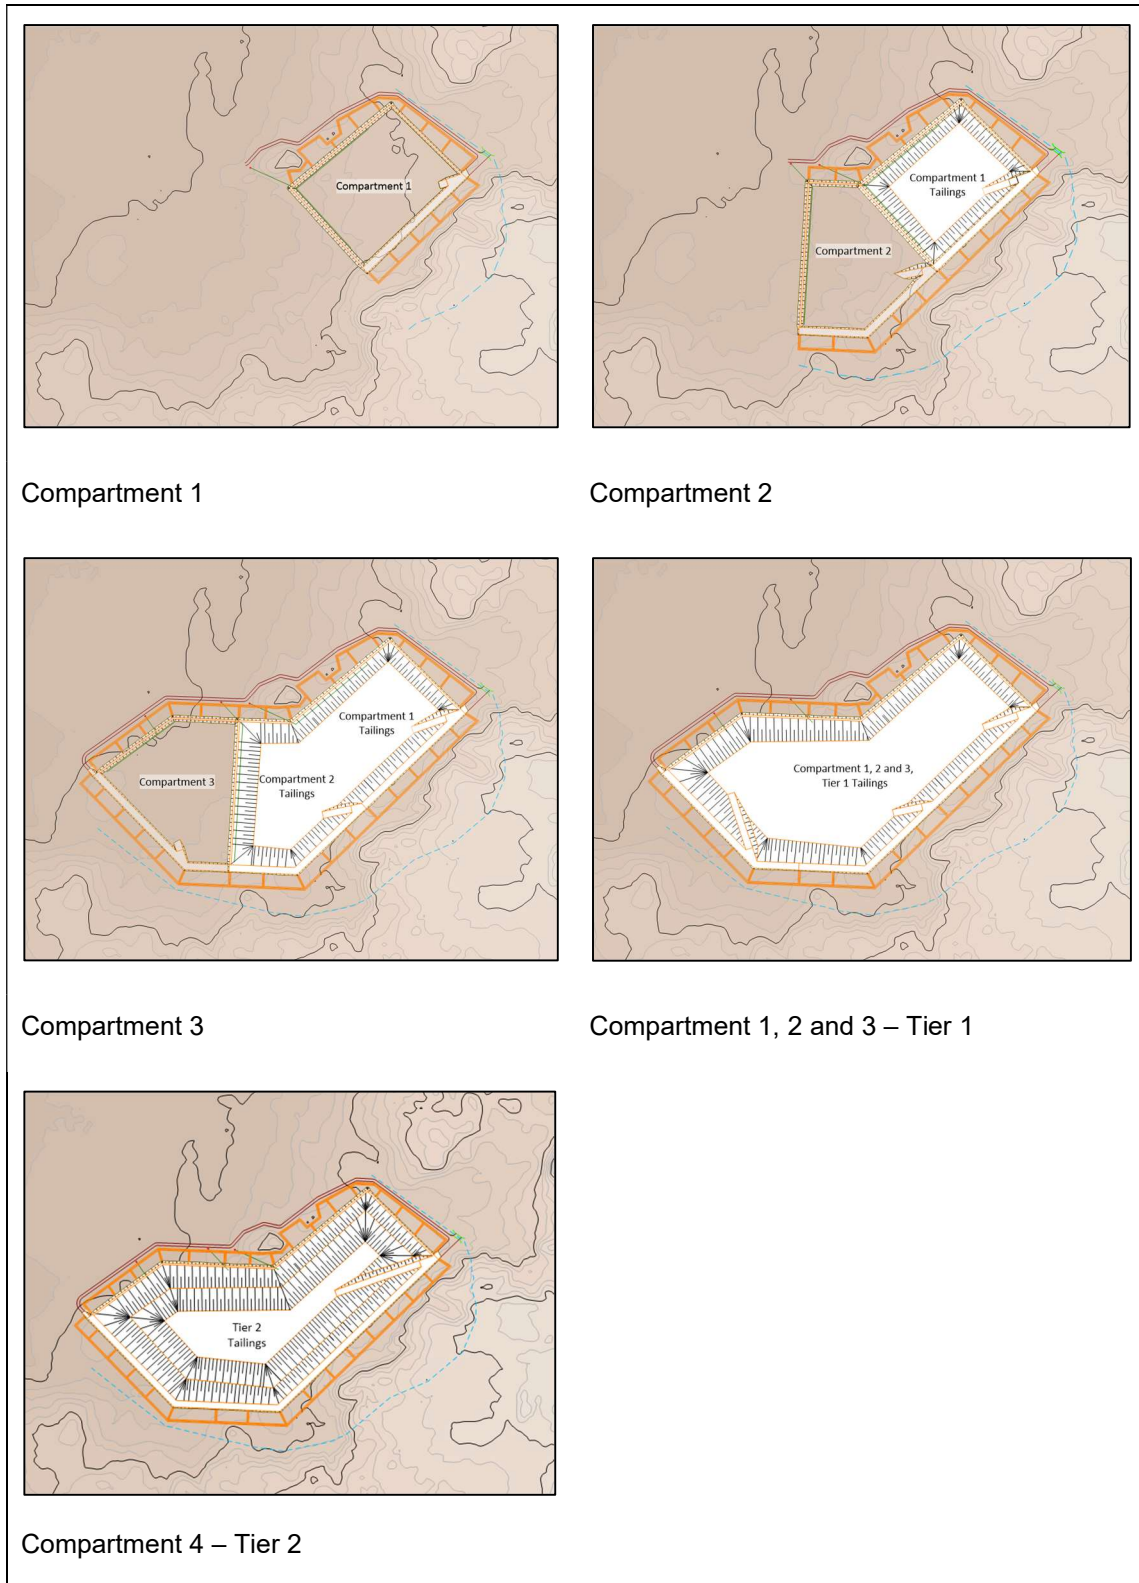 Compartment 1
Compartment 1
Tailings
Compartment 2
Compartment 1
Compartment 2
Compartment 1
Tailings
Compartment 3
Compartment 2
Tailings
Compartment 1, 2 and 3,
Tier 1 Tailings
Compartment 3
Compartment 1, 2 and 3 – Tier 1
Tier 2
Tailings
Compartment 4 – Tier 2